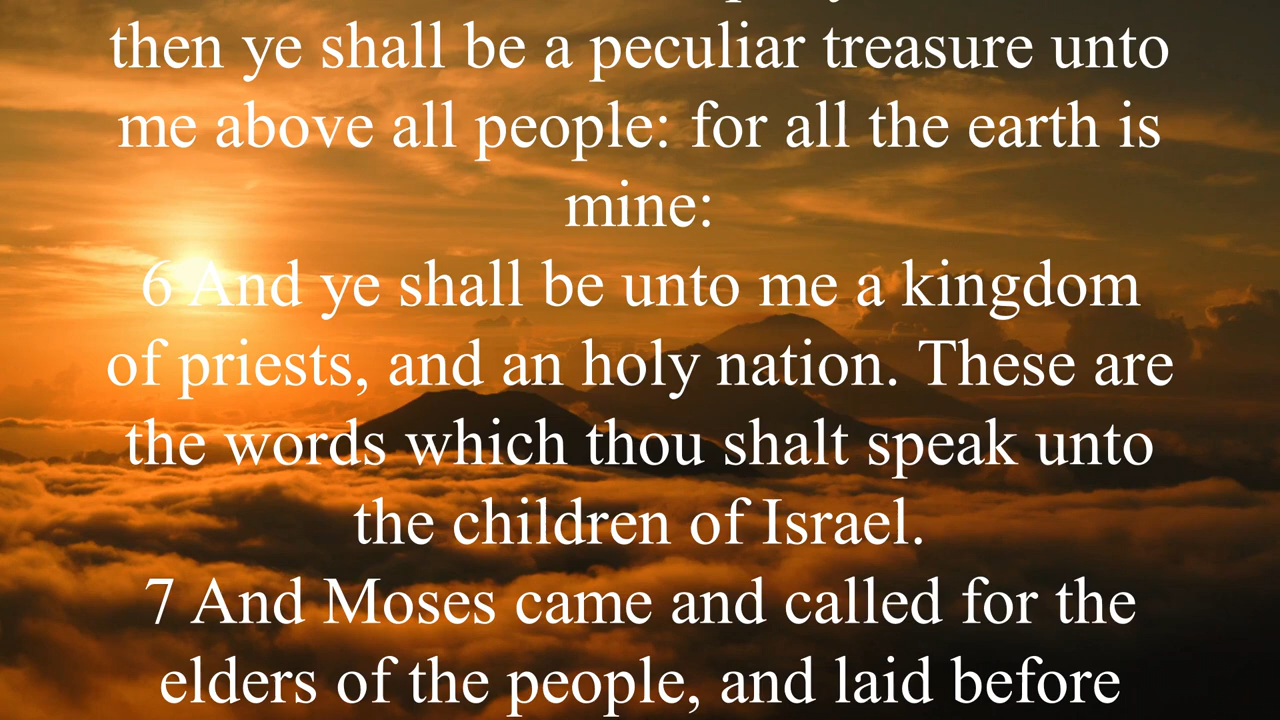 then ye shall be a peculiar treasure unto
me above all people: for all the earth is
mine:
6 And ye shall be unto me a kingdom
of priests, and an holy nation. These are
the words which thou shalt speak unto
the children of Israel.
7 And Moses came and called for the
elders of the people, and laid before